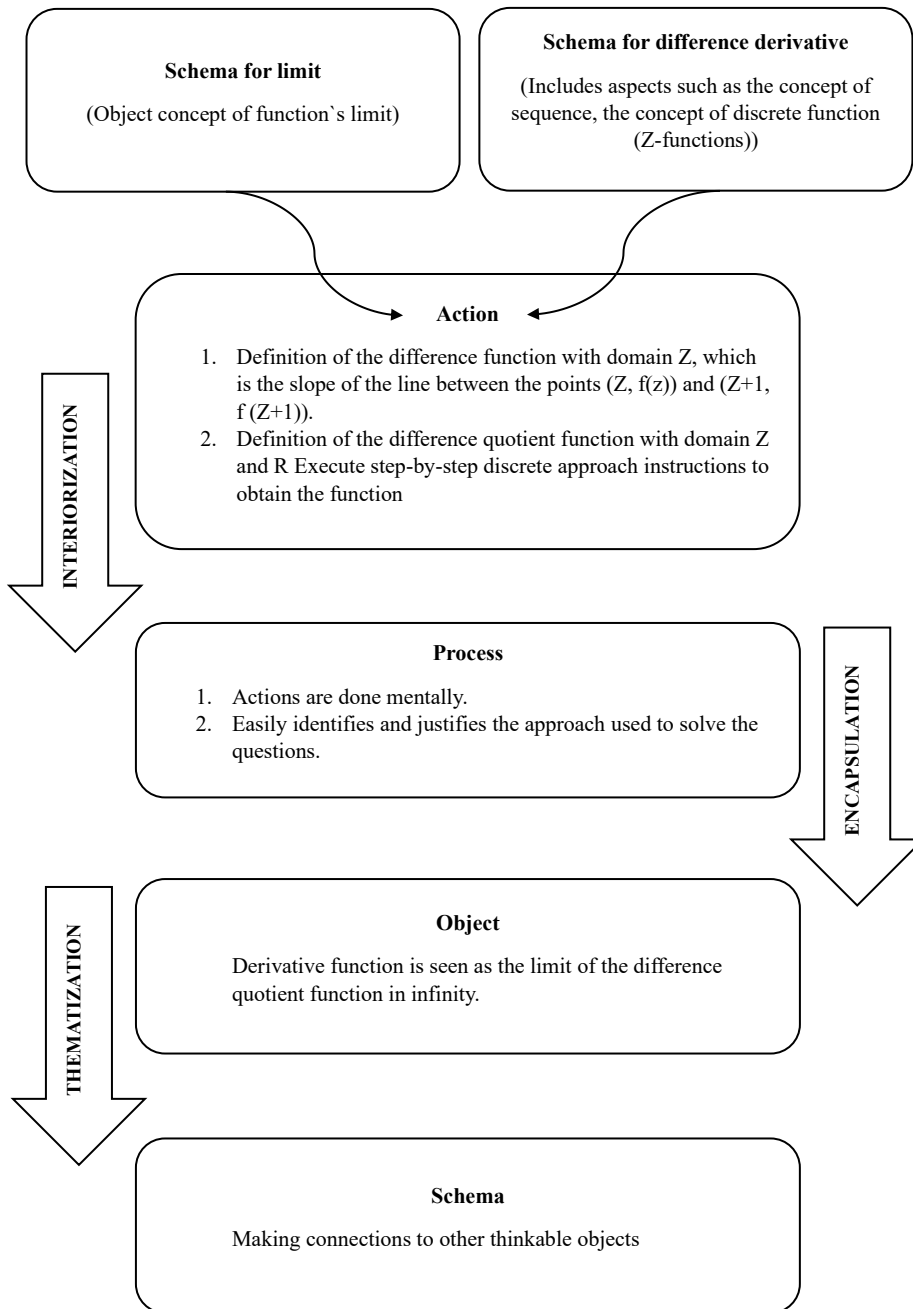 Schema for limit
(Object concept of function`s limit)
Schema for difference derivative
(Includes aspects such as the concept of
sequence, the concept of discrete function
(Z-functions))
Action
1. Definition of the difference function with domain Z, which
is the slope of the line between the points (Z, f(z)) and (Z+1,
f (Z+1)).
2. Definition of the difference quotient function with domain Z
and R Execute step-by-step discrete approach instructions to
obtain the function
INTERIORIZATION
Process
1. Actions are done mentally.
2. Easily identifies and justifies the approach used to solve the
questions.
ENCAPSULATION
Object
Derivative function is seen as the limit of the difference
quotient function in infinity.
THEMATIZATION
Schema
Making connections to other thinkable objects